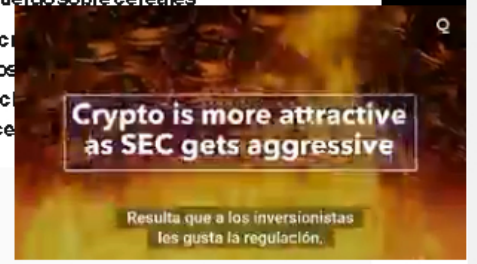 Q
Crypto is more attractive
as SEC gets aggressive
Resulta que a los inversionistas
les gusta la regulación.